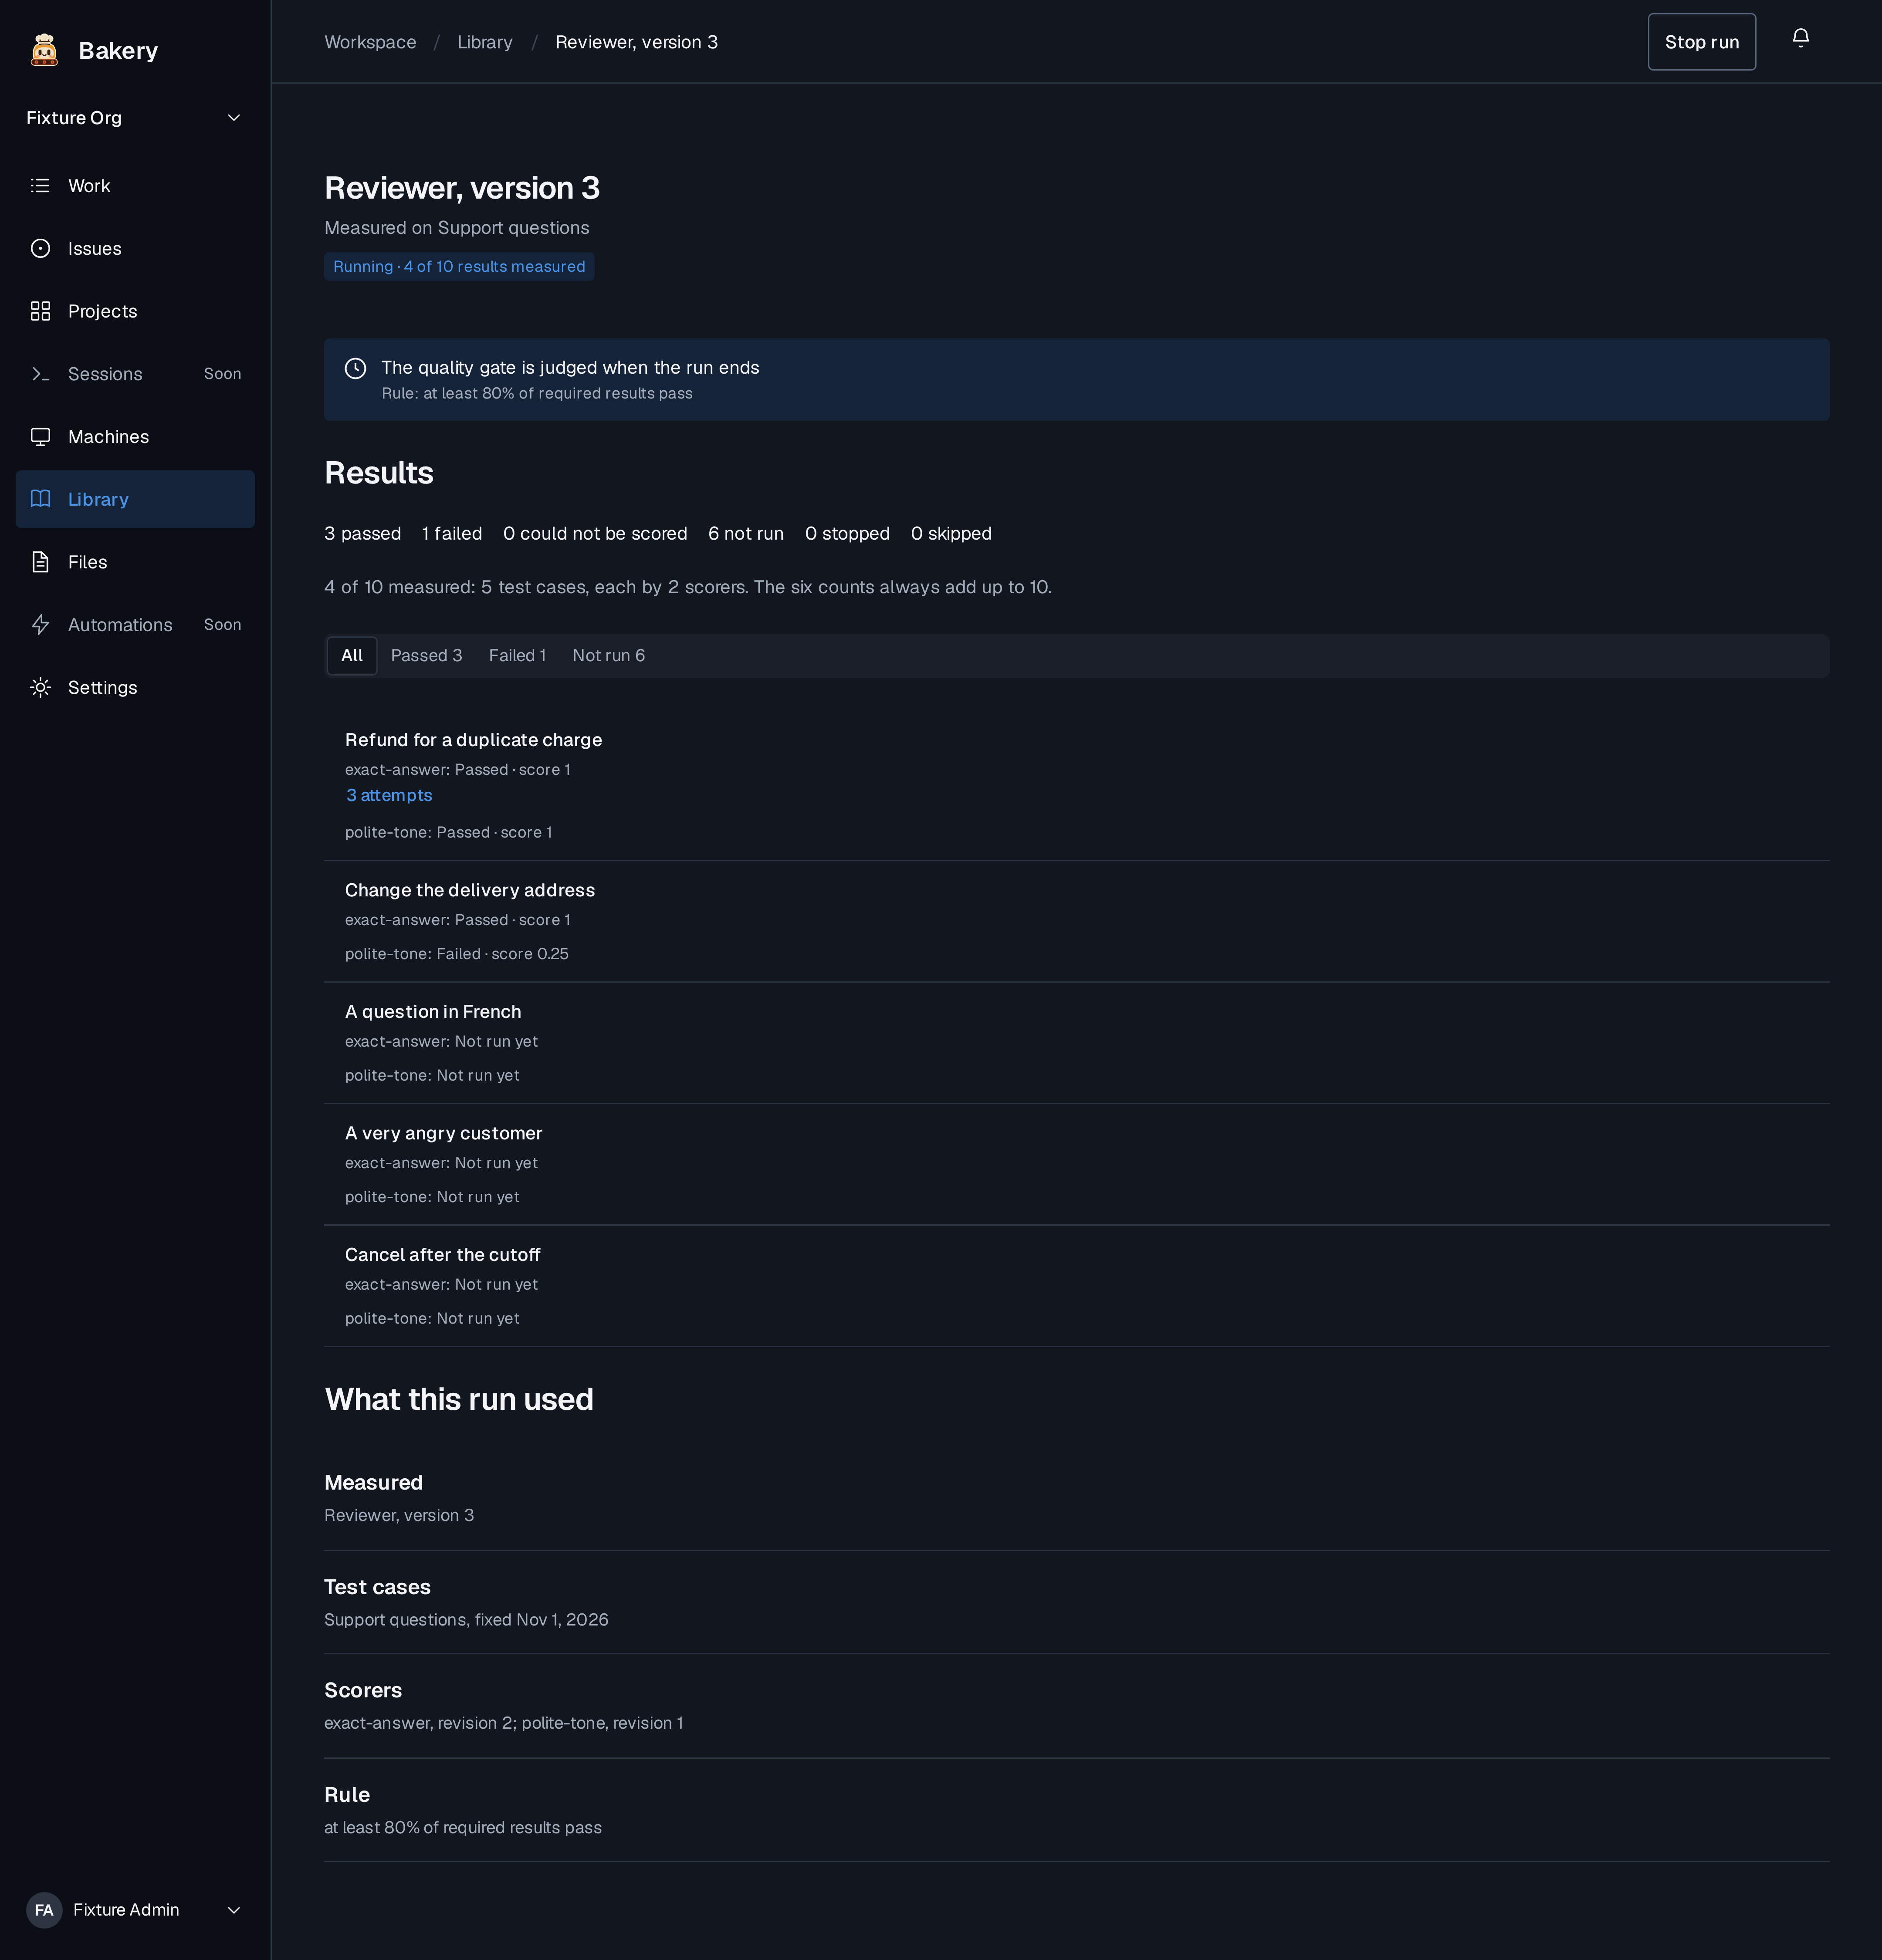 Bakery
Fixture Org
Work
Issues
Projects
Sessions Soon
Machines
Library
Files
Automations Soon
Settings
FA Fixture Admin
Workspace / Library / Reviewer, version 3
Stop run
Reviewer, version 3
Measured on Support questions
Running · 4 of 10 results measured
The quality gate is judged when the run ends
Rule: at least 80% of required results pass
Results
3 passed 1 failed 0 could not be scored 6 not run 0 stopped 0 skipped
4 of 10 measured: 5 test cases, each by 2 scorers. The six counts always add up to 10.
All Passed 3 Failed 1 Not run 6
Refund for a duplicate charge
exact-answer: Passed · score 1
3 attempts
polite-tone: Passed · score 1
Change the delivery address
exact-answer: Passed · score 1
polite-tone: Failed · score 0.25
A question in French
exact-answer: Not run yet
polite-tone: Not run yet
A very angry customer
exact-answer: Not run yet
polite-tone: Not run yet
Cancel after the cutoff
exact-answer: Not run yet
polite-tone: Not run yet
What this run used
Measured
Reviewer, version 3
Test cases
Support questions, fixed Nov 1, 2026
Scorers
exact-answer, revision 2; polite-tone, revision 1
Rule
at least 80% of required results pass